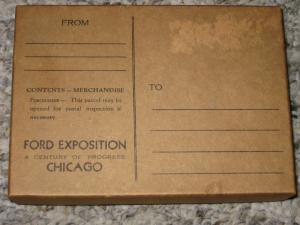 FROM
CONTENTS — MERCHANDISE
Postmaster — This parcel may be
opened for postal inspection if
necessary.
TO
FORD EXPOSITION
A CENTURY OF PROGRESS
CHICAGO